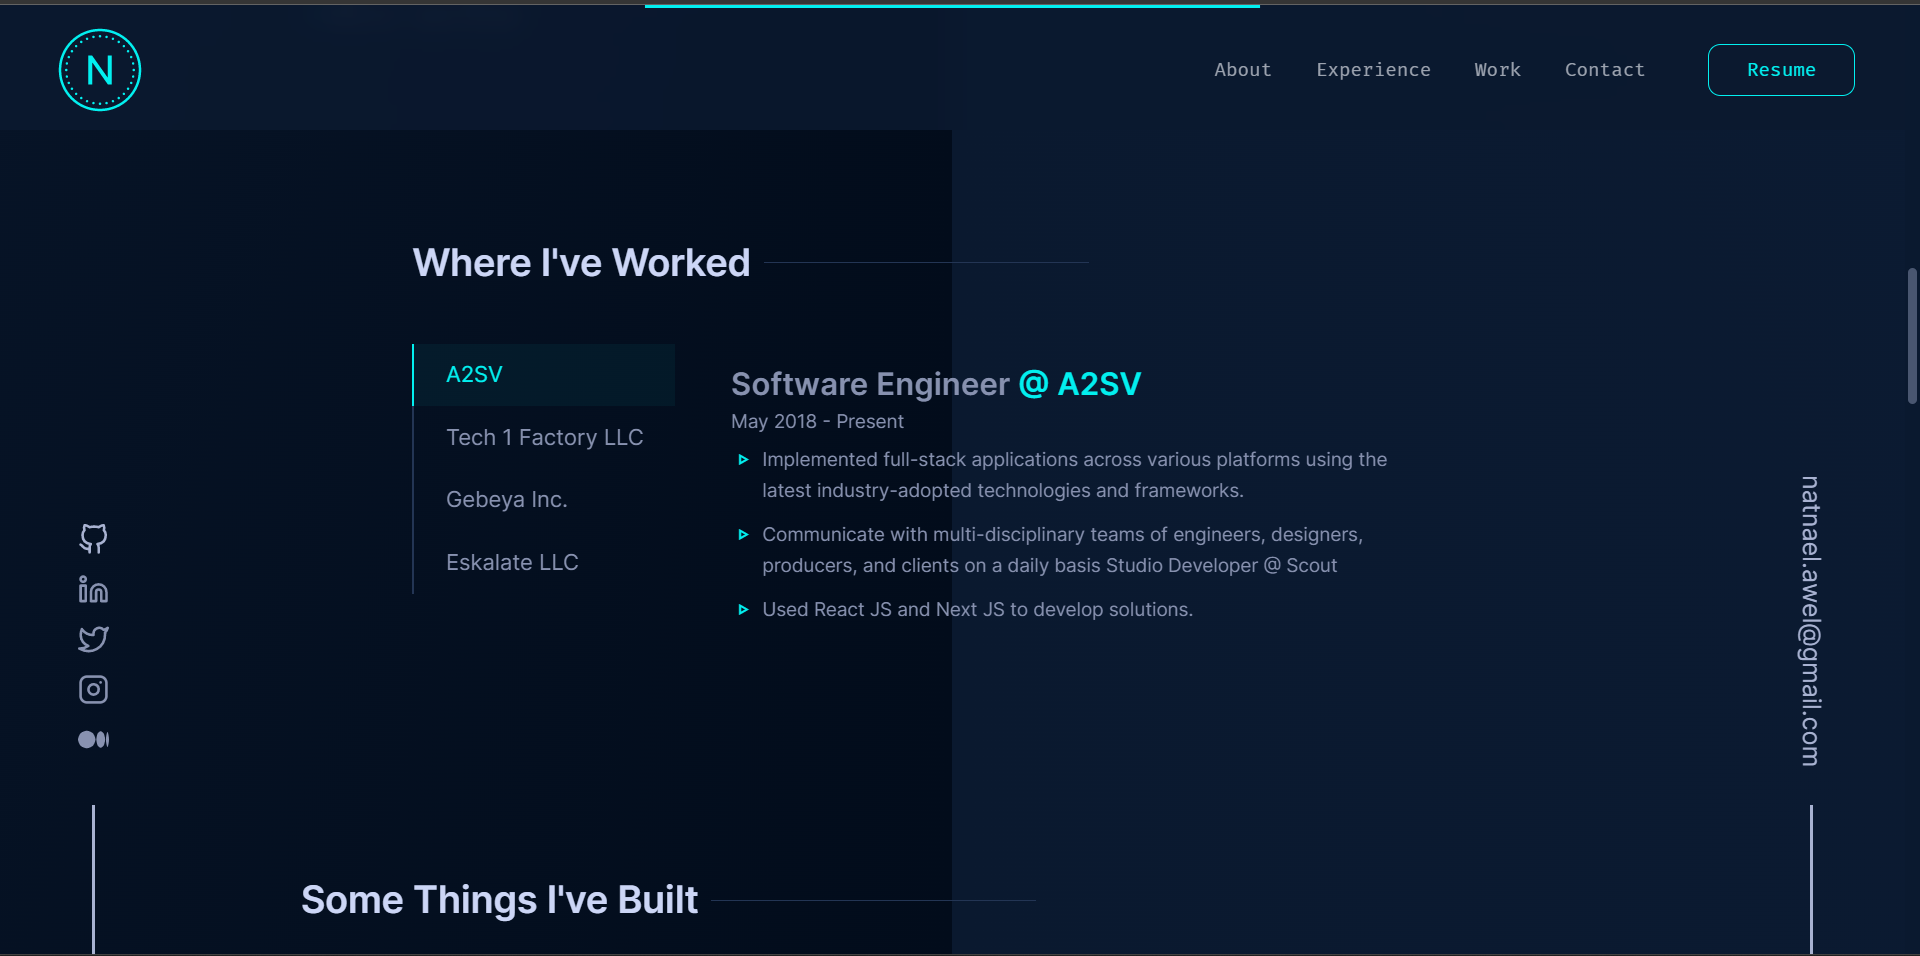 N
About Experience Work Contact Resume
Where I've Worked
A2SV
Tech 1 Factory LLC
Gebeya Inc.
Eskalate LLC
Software Engineer @ A2SV
May 2018 - Present
Implemented full-stack applications across various platforms using the
latest industry-adopted technologies and frameworks.
Communicate with multi-disciplinary teams of engineers, designers,
producers, and clients on a daily basis Studio Developer @ Scout
Used React JS and Next JS to develop solutions.
natnael.awel@gmail.com
Some Things I've Built